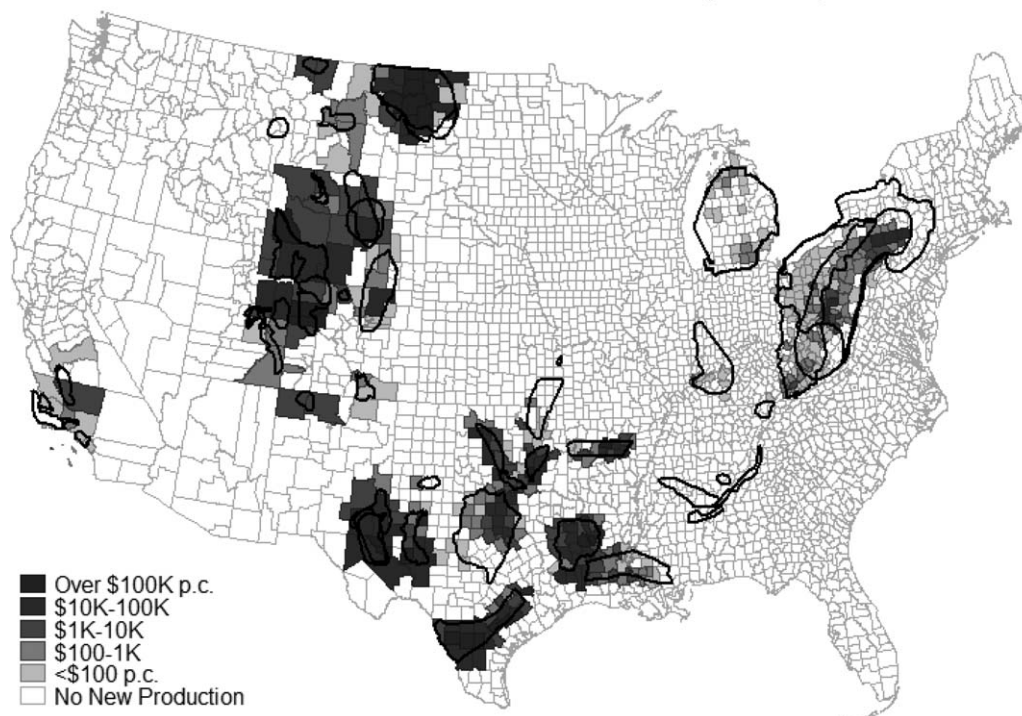 Over $100K p.c.
$10K-100K
$1K-10K
$100-1K
<$100 p.c.
No New Production